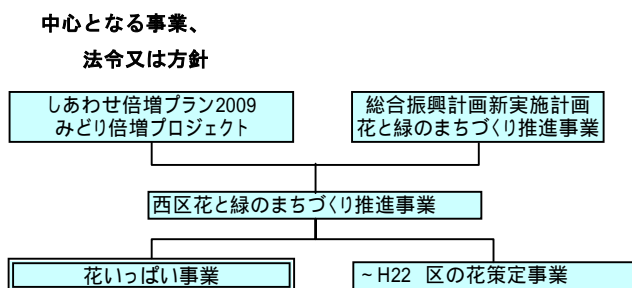 中心となる事業、
法令又は方針
しあわせ倍増プラン2009
みどり倍増プロジェクト
総合振興計画新実施計画
花と緑のまちづくり推進事業
西区花と緑のまちづくり推進事業
花いっぱい事業
~H22 区の花策定事業